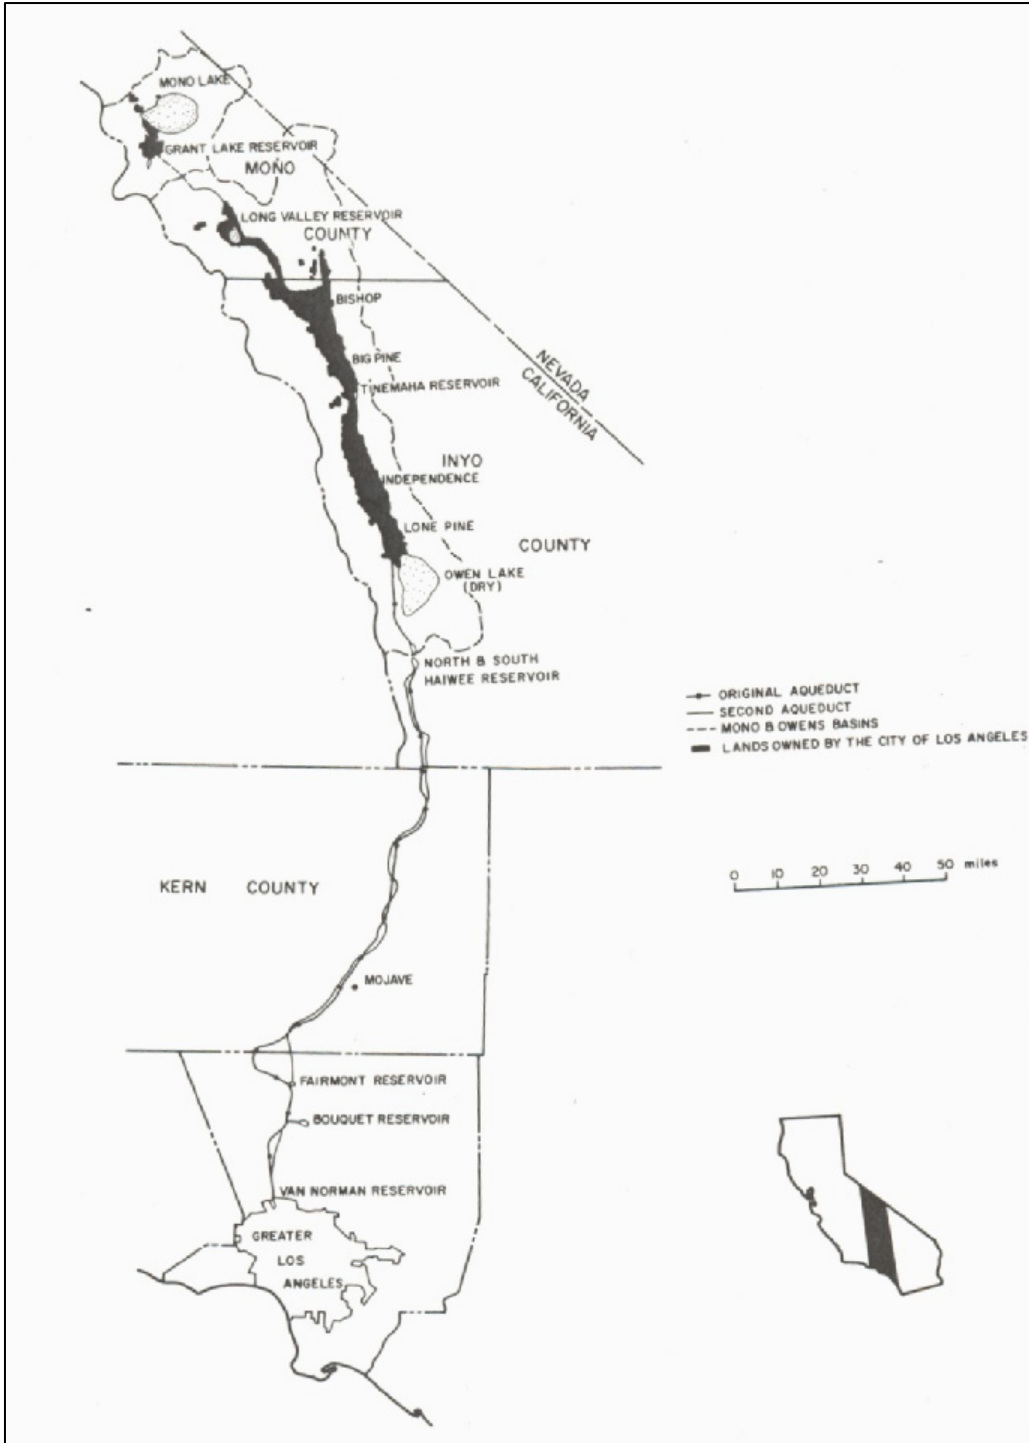 MONO LAKE
GRANT LAKE RESERVOIR
MONO
LONG VALLEY RESERVOIR
COUNTY
BISHOP
BIG PINE
TINEMAHA RESERVOIR
NEVADA
CALIFORNIA
INYO
INDEPENDENCE
LONE PINE
COUNTY
OWEN LAKE
(DRY)
NORTH & SOUTH
HAIWEE RESERVOIR
ORIGINAL AQUEDUCT
SECOND AQUEDUCT
MONO & OWENS BASINS
LANDS OWNED BY THE CITY OF LOS ANGELES
0 10 20 30 40 50 miles
KERN COUNTY
MOJAVE
FAIRMONT RESERVOIR
BOUQUET RESERVOIR
VAN NORMAN RESERVOIR
GREATER
LOS
ANGELES